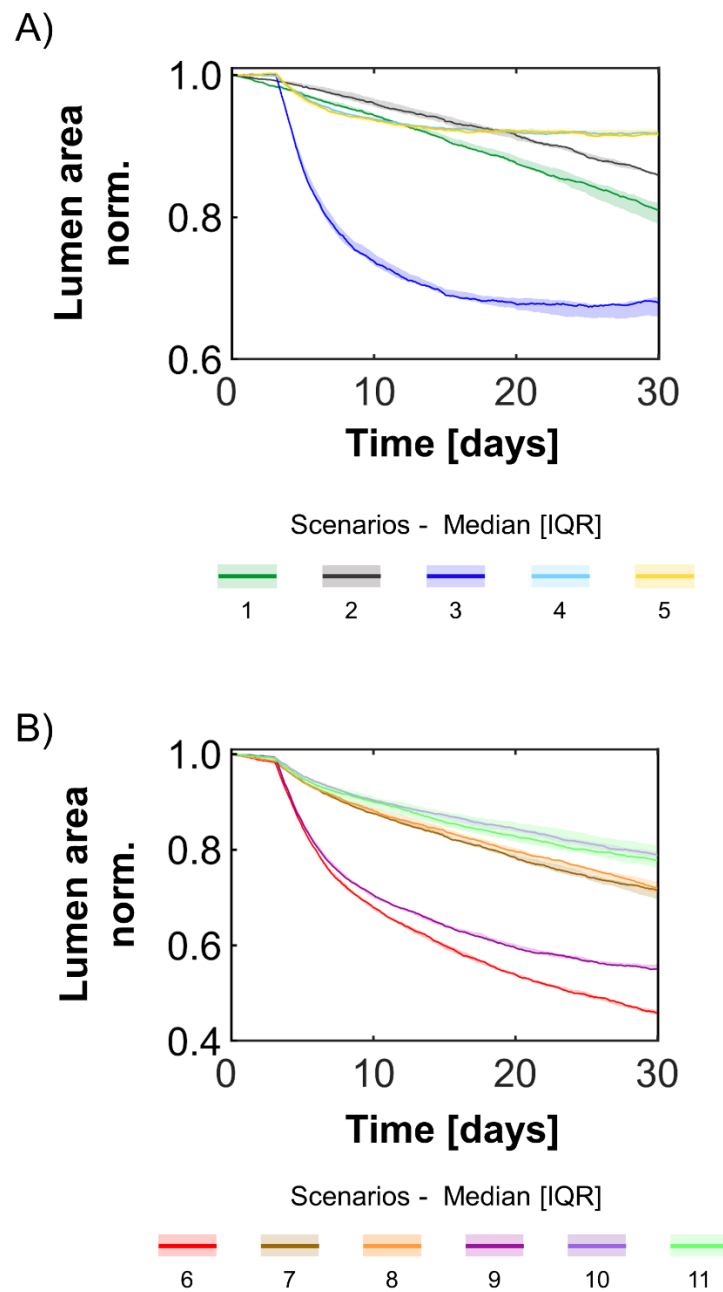 A)
1.0
0.8
0.6
Lumen area
norm.
0 10 20 30
Time [days]
Scenarios - Median [IQR]
1 2 3 4 5
B)
1.0
0.8
0.6
0.4
Lumen area
norm.
0 10 20 30
Time [days]
Scenarios - Median [IQR]
6 7 8 9 10 11